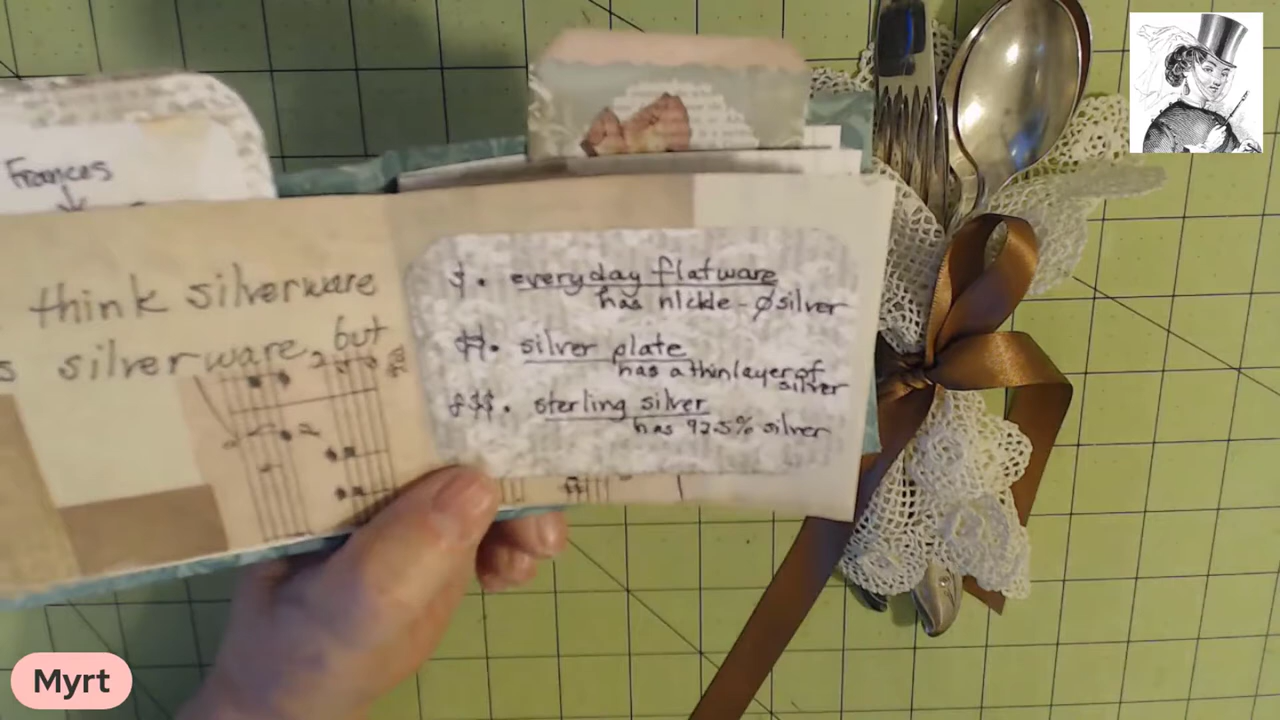 Frances
think silverware
s silverware, but
$. everyday flatware
has nickle - Ø silver
$$. silver plate
has a thin layer of
silver
$$$. sterling silver
has 92.5% silver
Myrt